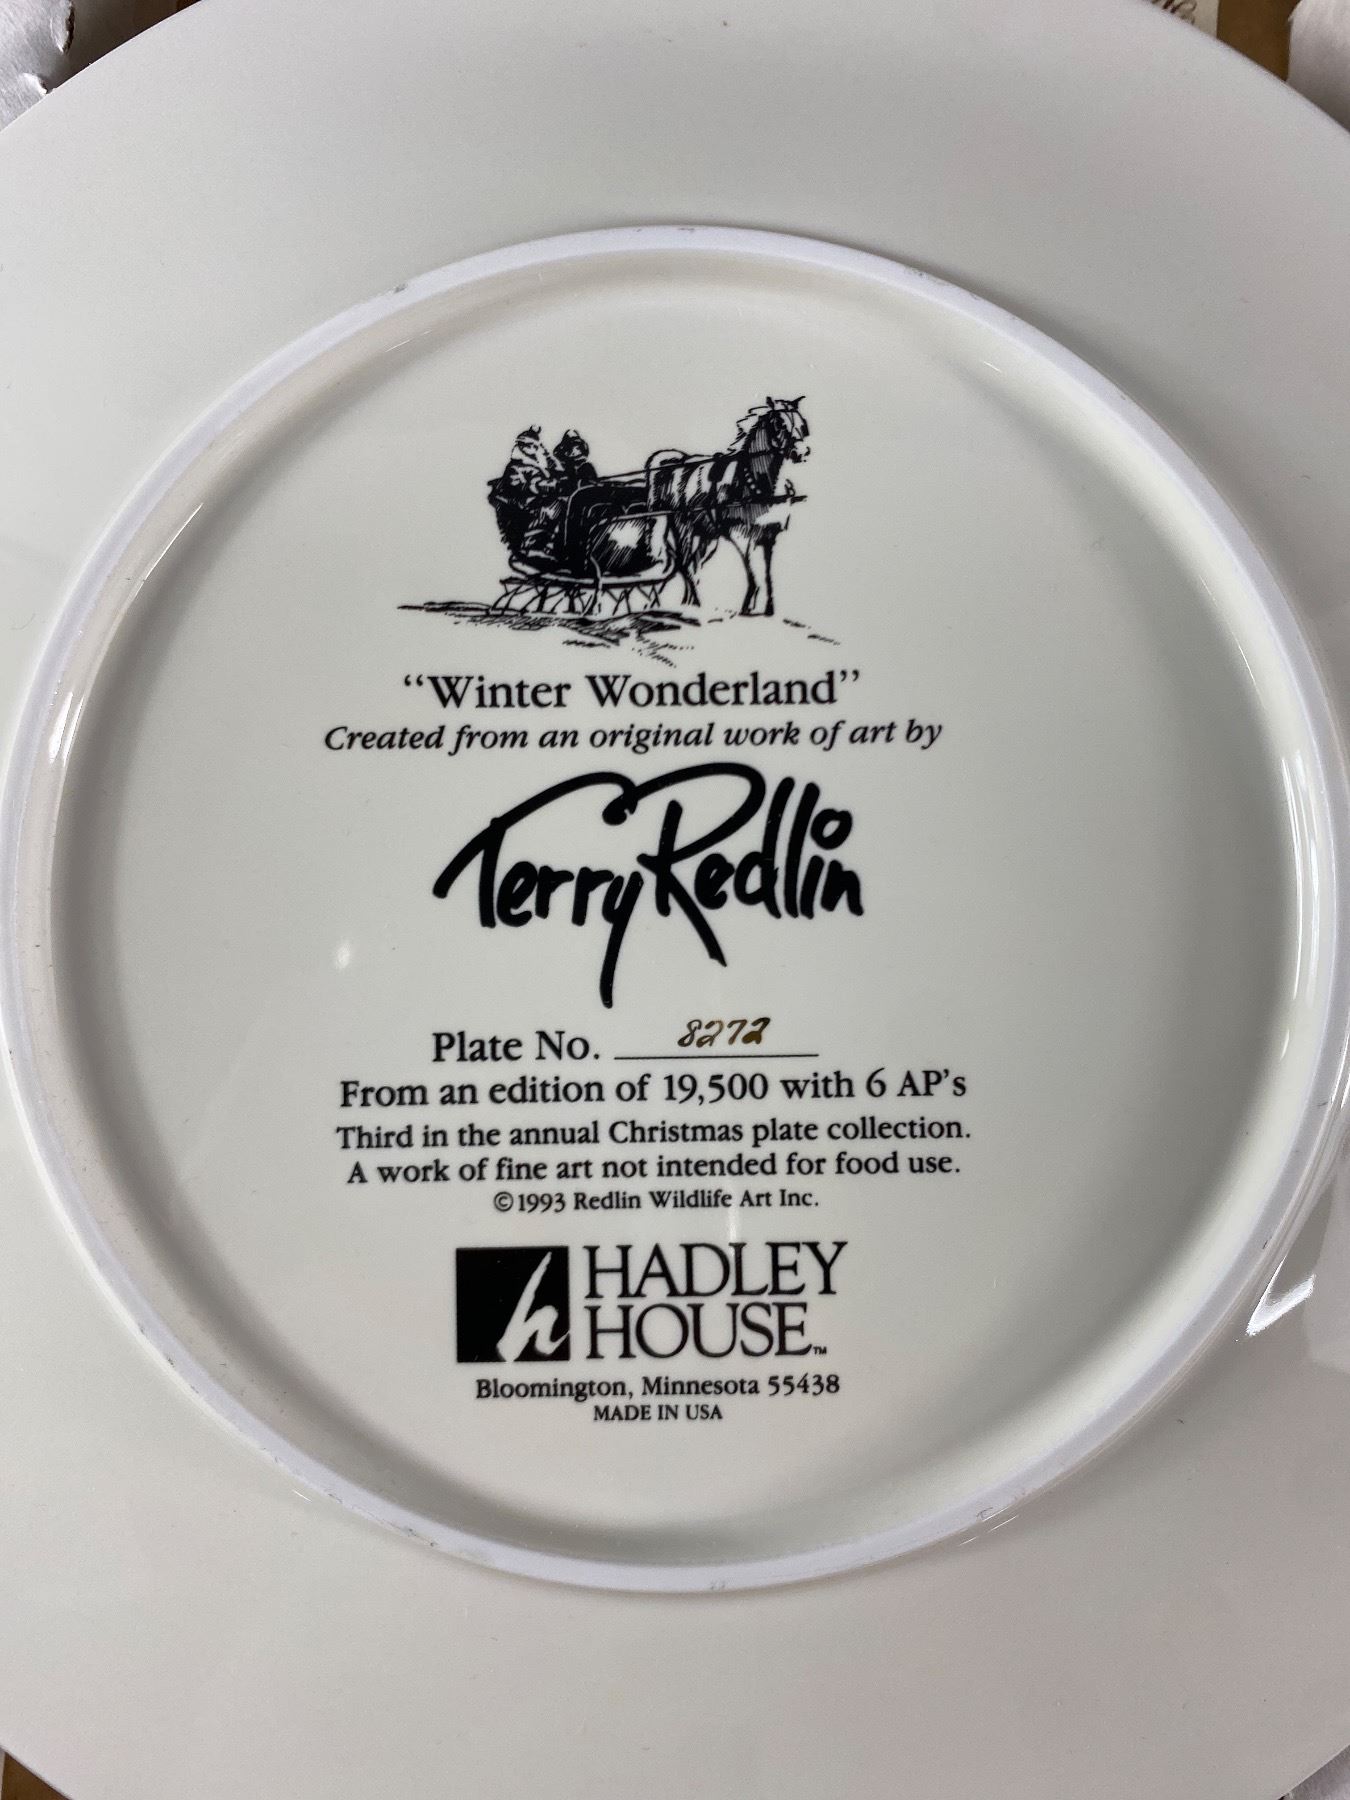 “Winter Wonderland”
Created from an original work of art by
Terry Redlin
Plate No. 8272
From an edition of 19,500 with 6 AP’s
Third in the annual Christmas plate collection.
A work of fine art not intended for food use.
©1993 Redlin Wildlife Art Inc.
h HADLEY
HOUSE™
Bloomington, Minnesota 55438
MADE IN USA